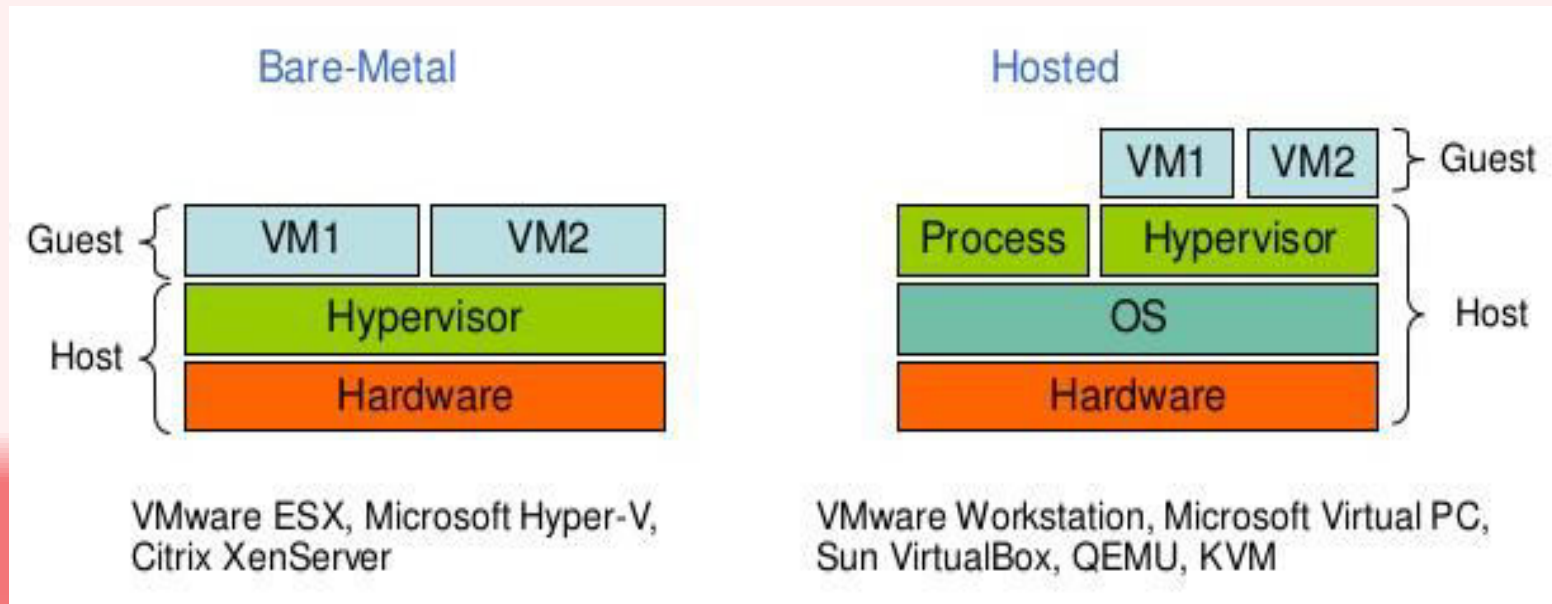 Bare-Metal
Guest
VM1
VM2
Host
Hypervisor
Hardware
VMware ESX, Microsoft Hyper-V,
Citrix XenServer
Hosted
VM1
VM2
Guest
Process
Hypervisor
OS
Host
Hardware
VMware Workstation, Microsoft Virtual PC,
Sun VirtualBox, QEMU, KVM